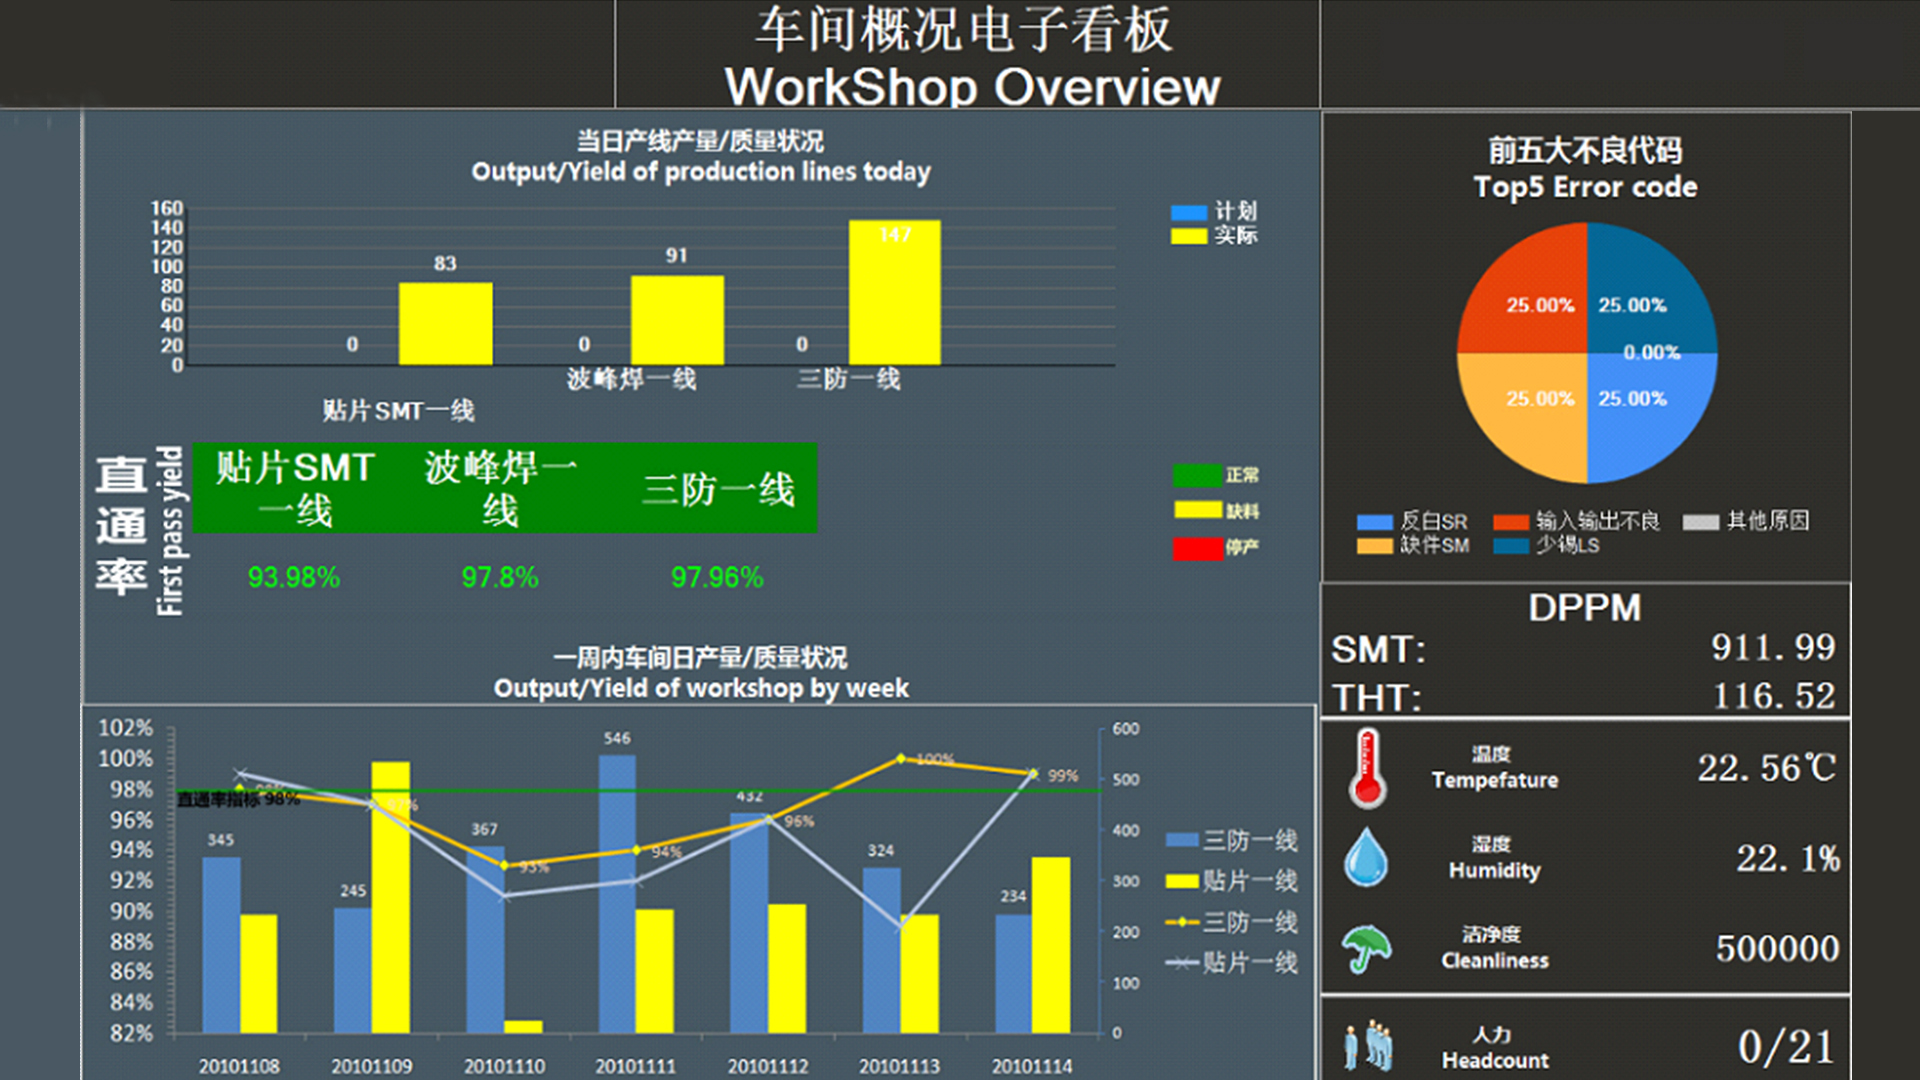 车间概况电子看板
WorkShop Overview
当日产线产量/质量状况
Output/Yield of production lines today
160
140
120
100
80
60
40
20
0
0
83
0
91
0
147
贴片SMT一线
波峰焊一线
三防一线
计划
实际
直通率
First pass yield
贴片SMT
一线
波峰焊一
线
三防一线
93.98%
97.8%
97.96%
正常
缺料
停产
一周内车间日产量/质量状况
Output/Yield of workshop by week
102%
100%
98%
96%
94%
92%
90%
88%
86%
84%
82%
直通率指标 98%
345
245
367
546
432
324
234
97%
93%
94%
96%
100%
99%
600
500
400
300
200
100
0
20101108
20101109
20101110
20101111
20101112
20101113
20101114
三防一线
贴片一线
三防一线
贴片一线
前五大不良代码
Top5 Error code
25.00%
25.00%
0.00%
25.00%
25.00%
反白SR
输入输出不良
其他原因
缺件SM
少锡LS
DPPM
SMT: 911.99
THT: 116.52
温度
Tempefature
22.56℃
湿度
Humidity
22.1%
洁净度
Cleanliness
500000
人力
Headcount
0/21